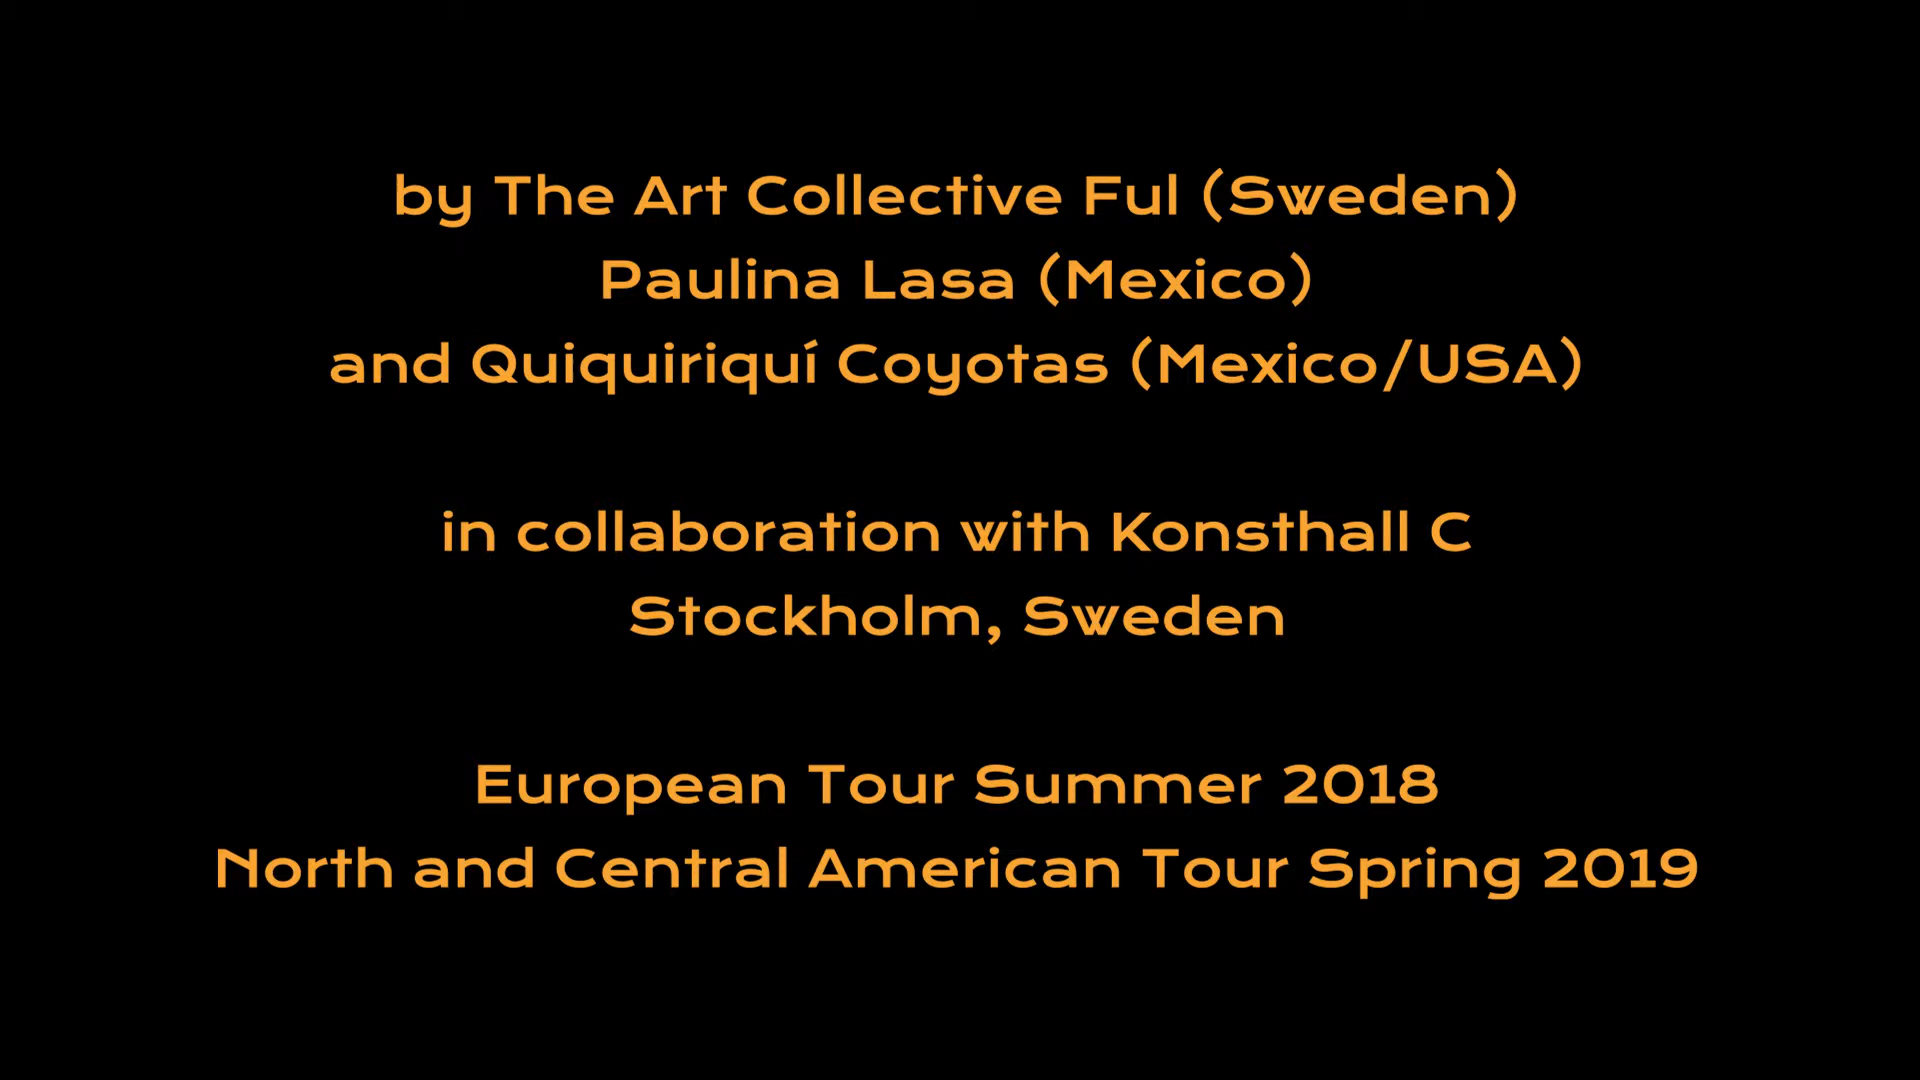 by The Art Collective Ful (Sweden)
Paulina Lasa (Mexico)
and Quiquiriquí Coyotas (Mexico/USA)
in collaboration with Konsthall C
Stockholm, Sweden
European Tour Summer 2018
North and Central American Tour Spring 2019